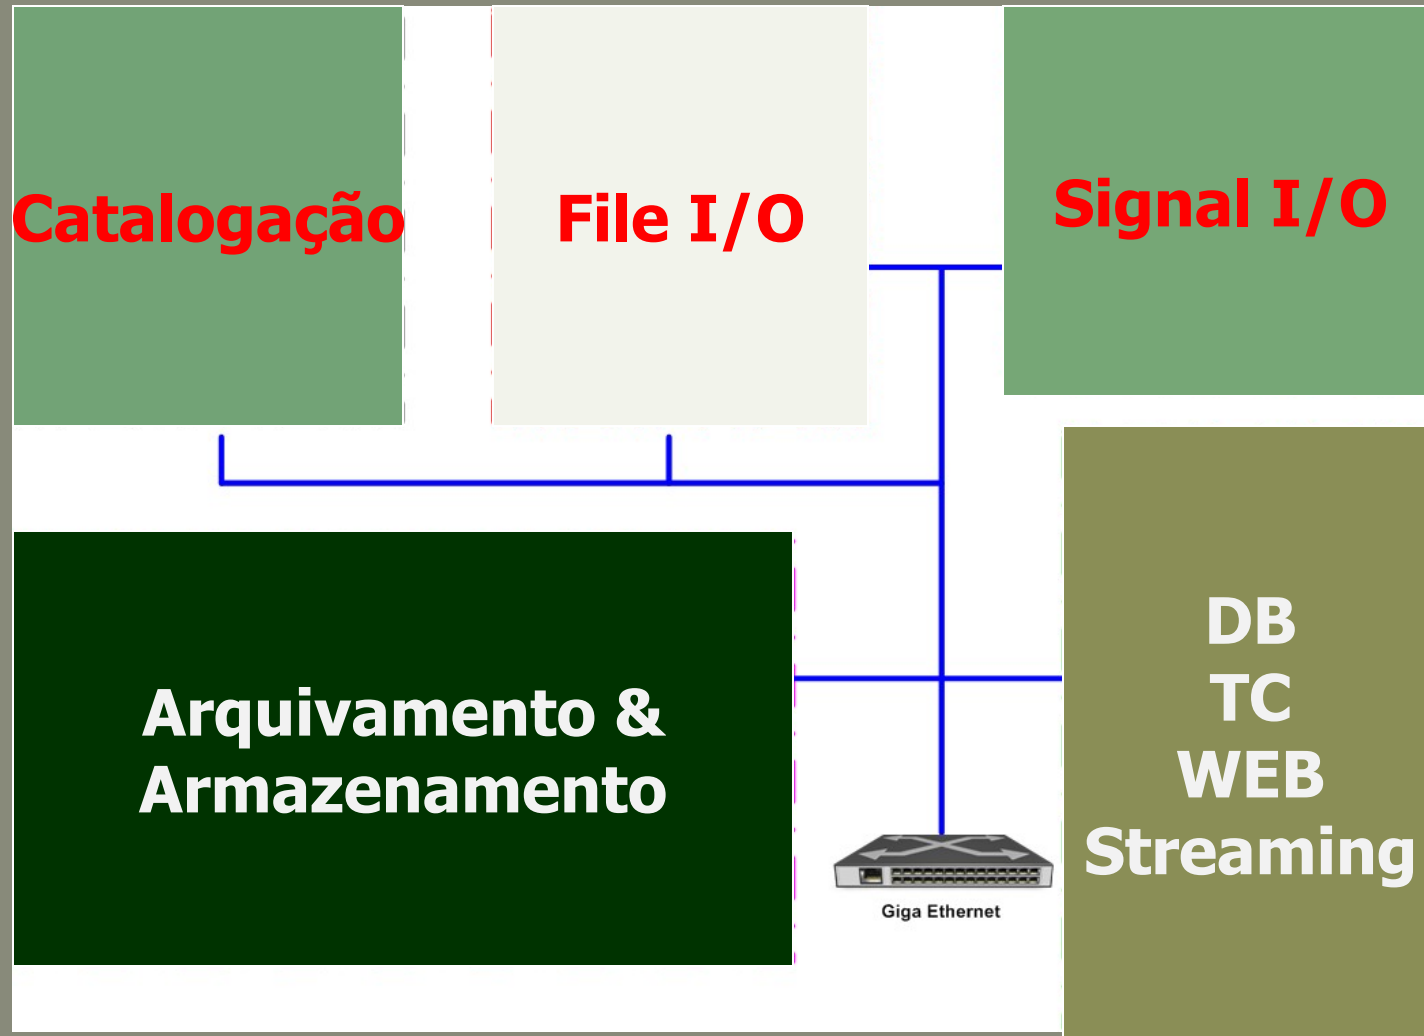 Catalogação
File I/O
Signal I/O
Arquivamento &
Armazenamento
DB
TC
WEB
Streaming
Giga Ethernet